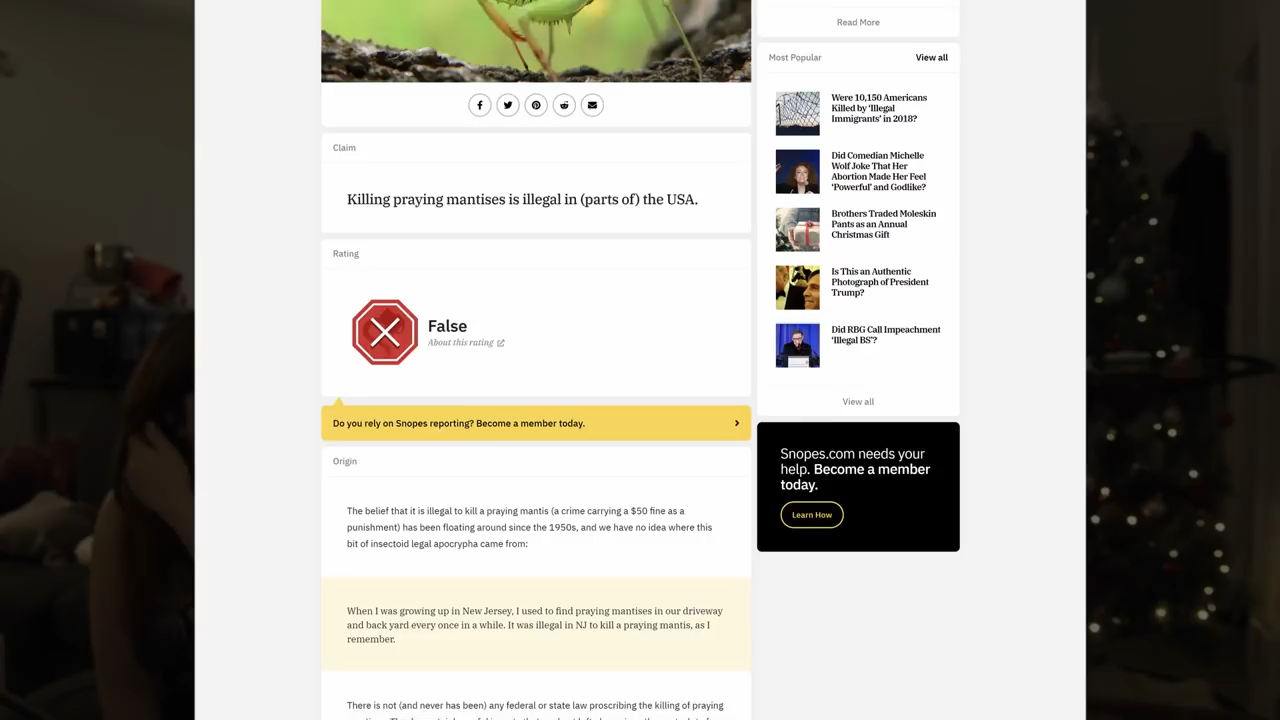 Read More
Most Popular
View all
Were 10,150 Americans
Killed by ‘Illegal
Immigrants’ in 2018?
Did Comedian Michelle
Wolf Joke That Her
Abortion Made Her Feel
‘Powerful’ and Godlike?
Brothers Traded Moleskin
Pants as an Annual
Christmas Gift
Is This an Authentic
Photograph of President
Trump?
Did RBG Call Impeachment
‘Illegal BS’?
View all
Snopes.com needs your
help. Become a member
today.
Learn How
Claim
Killing praying mantises is illegal in (parts of) the USA.
Rating
False
About this rating
Do you rely on Snopes reporting? Become a member today.
Origin
The belief that it is illegal to kill a praying mantis (a crime carrying a $50 fine as a
punishment) has been floating around since the 1950s, and we have no idea where this
bit of insectoid legal apocrypha came from:
When I was growing up in New Jersey, I used to find praying mantises in our driveway
and back yard every once in a while. It was illegal in NJ to kill a praying mantis, as I
remember.
There is not (and never has been) any federal or state law proscribing the killing of praying